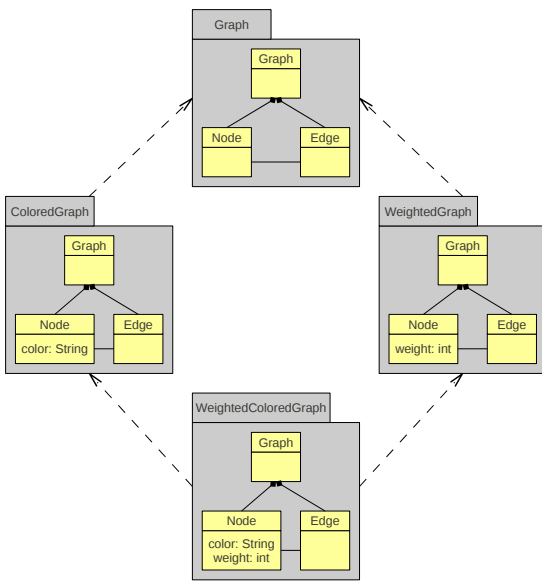 Graph
Graph
Node
Edge
ColoredGraph
Graph
Node
Edge
color: String
WeightedGraph
Graph
Node
Edge
weight: int
WeightedColoredGraph
Graph
Node
Edge
color: String
weight: int